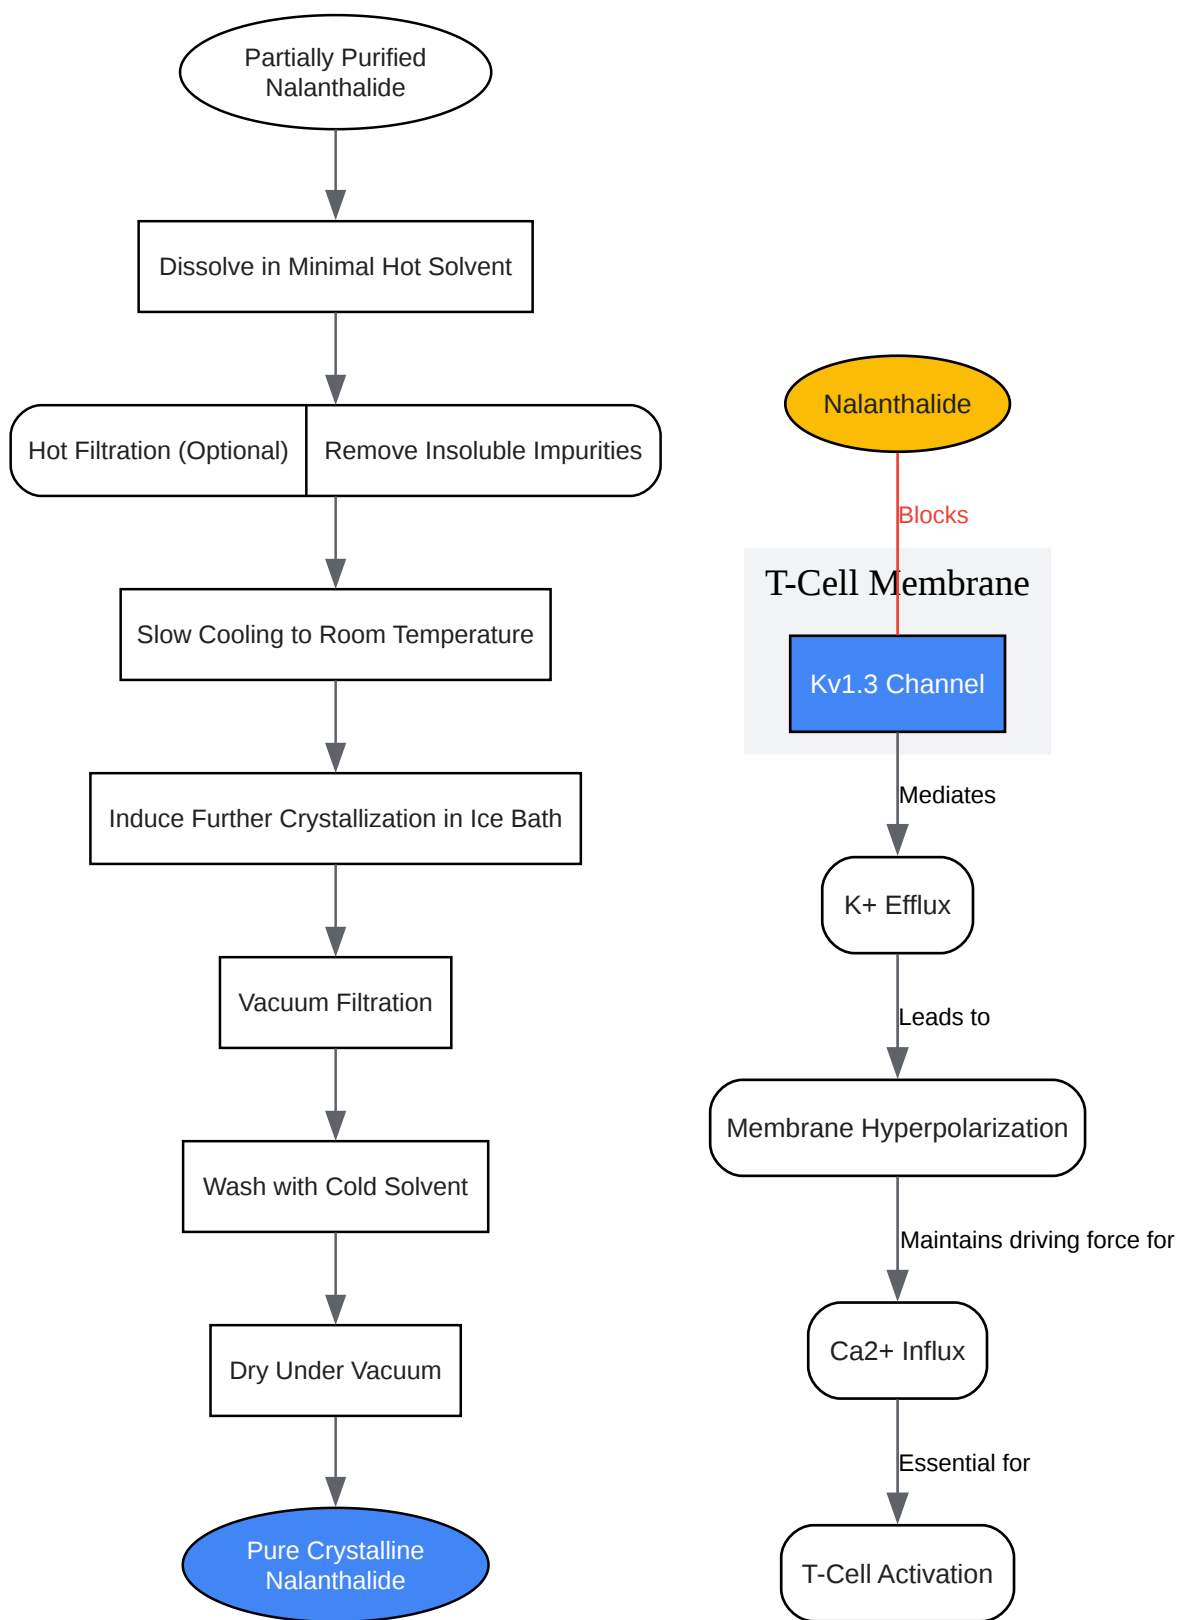 Partially Purified
Nalanthalide
Dissolve in Minimal Hot Solvent
Hot Filtration (Optional)
Remove Insoluble Impurities
Slow Cooling to Room Temperature
Induce Further Crystallization in Ice Bath
Vacuum Filtration
Wash with Cold Solvent
Dry Under Vacuum
Pure Crystalline
Nalanthalide
Nalanthalide
Blocks
T-Cell Membrane
Kv1.3 Channel
Mediates
K+ Efflux
Leads to
Membrane Hyperpolarization
Maintains driving force for
Ca2+ Influx
Essential for
T-Cell Activation